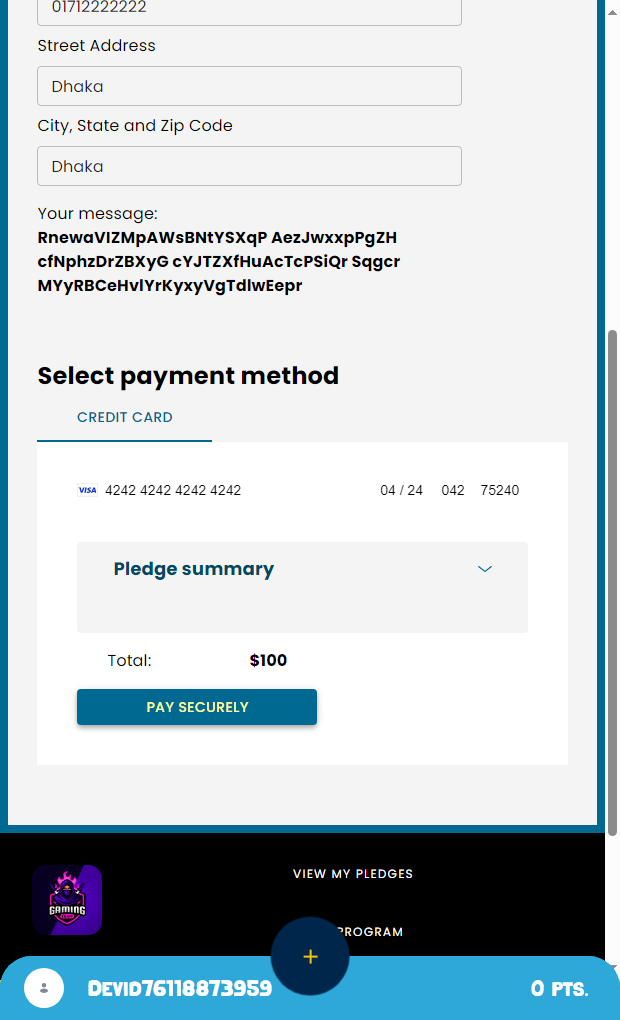 01712222222
Street Address
Dhaka
City, State and Zip Code
Dhaka
Your message:
RnewaVIZMpAWsBNtYSXqP AezJwxxpPgZH
cfNphzDrZBXyG cYJTZXfHuAcTcPSiQr Sqgcr
MYyRBCeHvlYrKyxyVgTdlwEepr
Select payment method
CREDIT CARD
VISA 4242 4242 4242 4242 04 / 24 042 75240
Pledge summary
Total: $100
PAY SECURELY
VIEW MY PLEDGES
GAMING
PROGRAM
+
Devid76118873959 0 PTS.